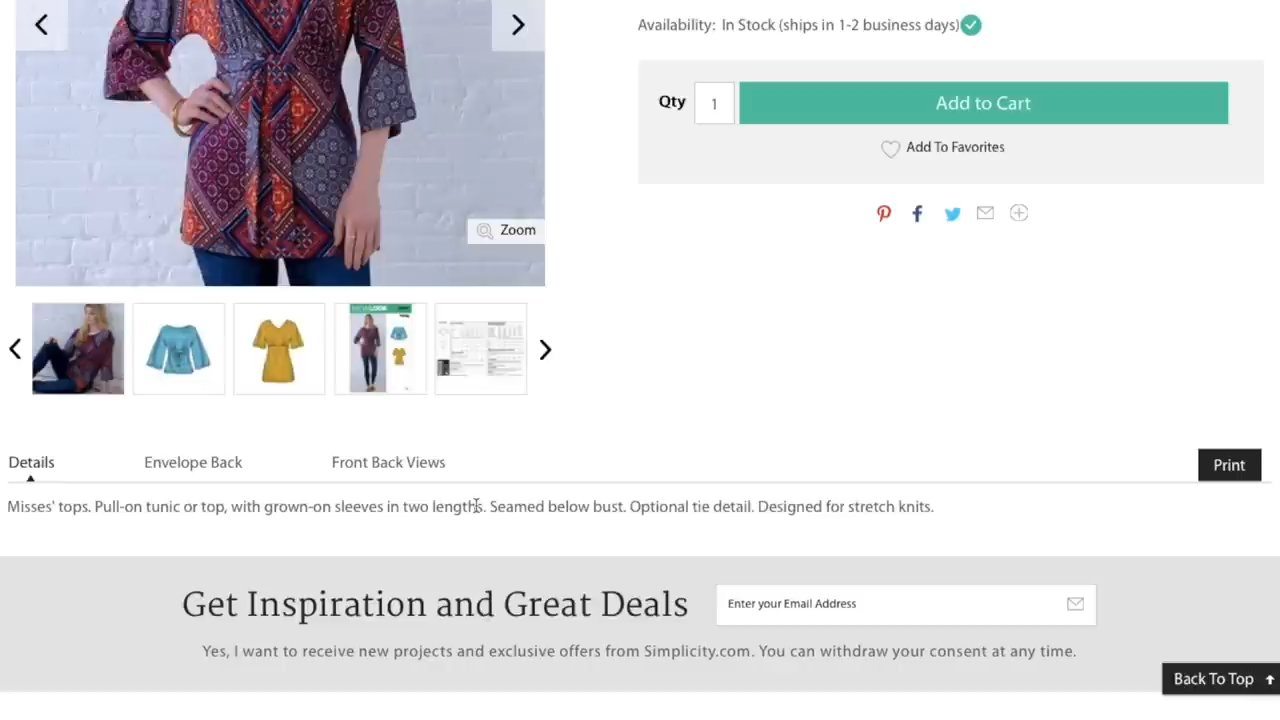 Availability: In Stock (ships in 1-2 business days)
Qty 1 Add to Cart
Add To Favorites
Zoom
Details Envelope Back Front Back Views Print
Misses' tops. Pull-on tunic or top, with grown-on sleeves in two lengths. Seamed below bust. Optional tie detail. Designed for stretch knits.
Get Inspiration and Great Deals
Enter your Email Address
Yes, I want to receive new projects and exclusive offers from Simplicity.com. You can withdraw your consent at any time.
Back To Top